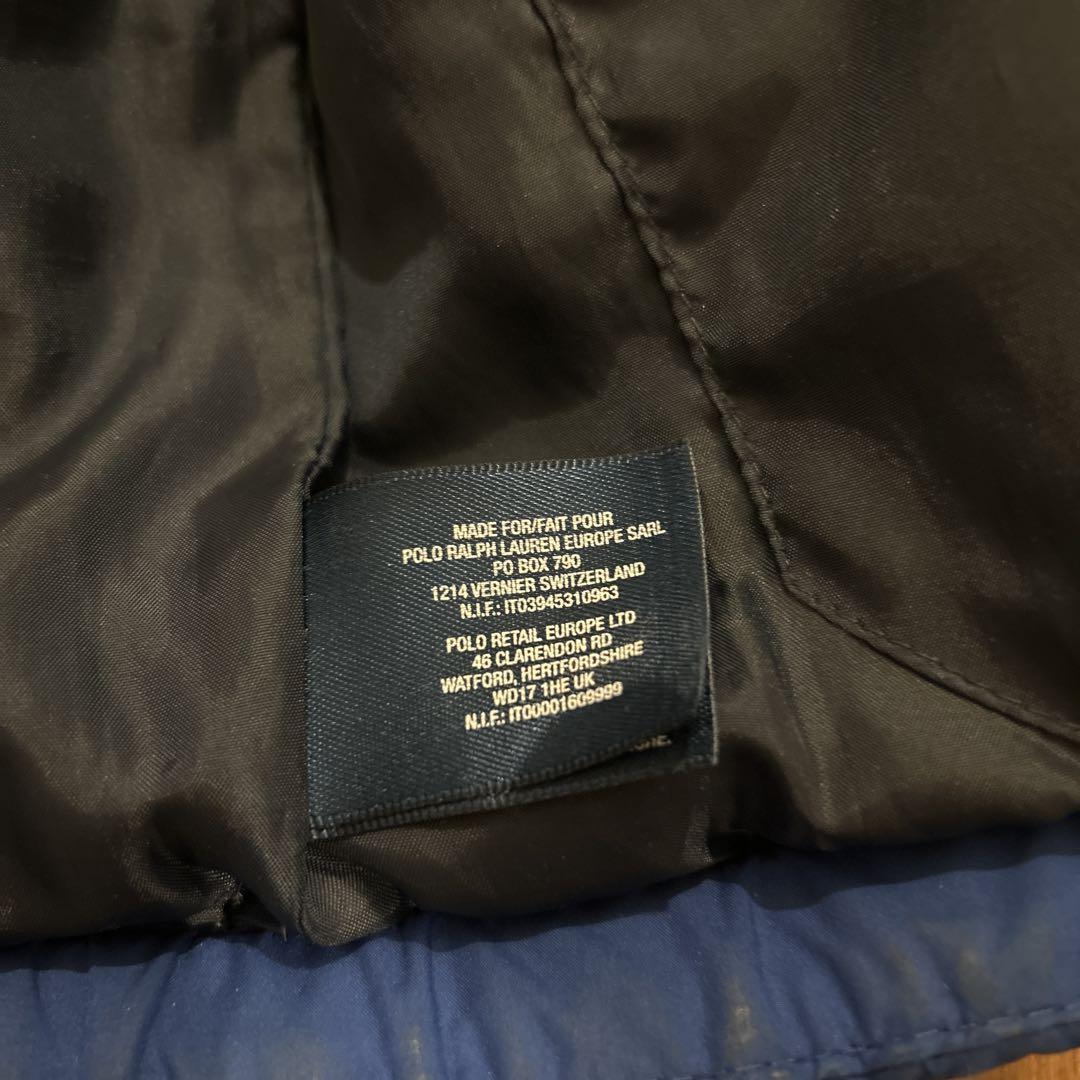 MADE FOR/FAIT POUR
POLO RALPH LAUREN EUROPE SARL
PO BOX 790
1214 VERNIER SWITZERLAND
N.I.F.: IT03945310963
POLO RETAIL EUROPE LTD
46 CLARENDON RD
WATFORD, HERTFORDSHIRE
WD17 1HE UK
N.I.F.: IT00001609999